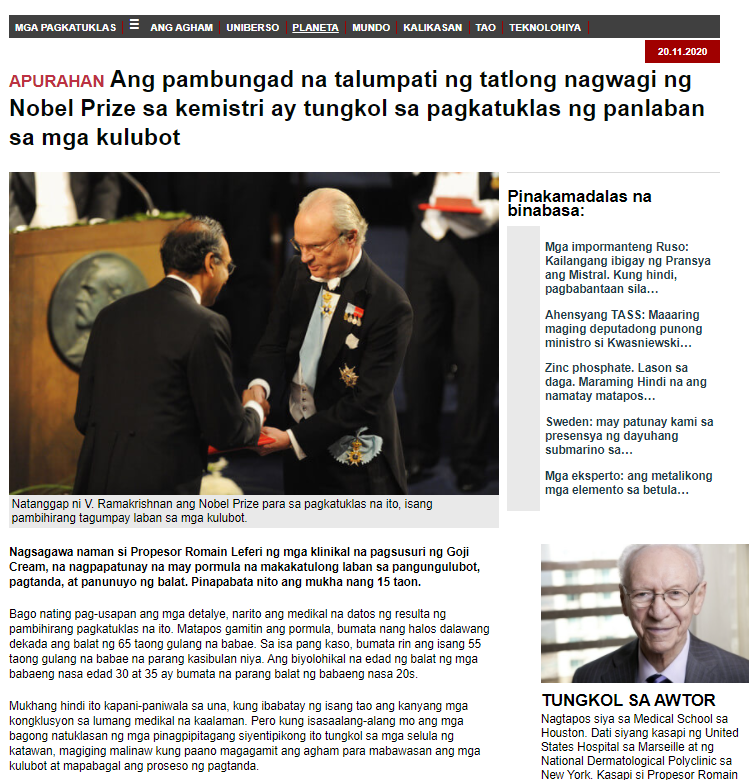 MGA PAGKATUKLAS ☰ ANG AGHAM UNIBERSO PLANETA MUNDO KALIKASAN TAO TEKNOLOHIYA
20.11.2020
APURAHAN Ang pambungad na talumpati ng tatlong nagwagi ng
Nobel Prize sa kemistri ay tungkol sa pagkatuklas ng panlaban
sa mga kulubot
Natanggap ni V. Ramakrishnan ang Nobel Prize para sa pagkatuklas na ito, isang
pambihirang tagumpay laban sa mga kulubot.
Nagsagawa naman si Propesor Romain Leferi ng mga klinikal na pagsusuri ng Goji
Cream, na nagpapatunay na may pormula na makakatulong laban sa pangungulubot,
pagtanda, at panunuyo ng balat. Pinapabata nito ang mukha nang 15 taon.
Bago nating pag-usapan ang mga detalye, narito ang medikal na datos ng resulta ng
pambihirang pagkatuklas na ito. Matapos gamitin ang pormula, bumata nang halos dalawang
dekada ang balat ng 65 taong gulang na babae. Sa isa pang kaso, bumata rin ang isang 55
taong gulang na babae na parang kasibulan niya. Ang biyolohikal na edad ng balat ng mga
babaeng nasa edad 30 at 35 ay bumata na parang balat ng babaeng nasa 20s.
Mukhang hindi ito kapani-paniwala sa una, kung ibabatay ng isang tao ang kanyang mga
kongklusyon sa lumang medikal na kaalaman. Pero kung isasaalang-alang mo ang mga
bagong natuklasan ng mga pinagpipitagang siyentipikong ito tungkol sa mga selula ng
katawan, magiging malinaw kung paano magagamit ang agham para mabawasan ang mga
kulubot at mapabagal ang proseso ng pagtanda.
Pinakamadalas na
binabasa:
Mga impormanteng Ruso:
Kailangang ibigay ng Pransya
ang Mistral. Kung hindi,
pagbabantaan sila…
Ahensyang TASS: Maaaring
maging deputadong punong
ministro si Kwasniewski…
Zinc phosphate. Lason sa
daga. Maraming Hindi na ang
namatay matapos…
Sweden: may patunay kami sa
presensya ng dayuhang
submarino sa…
Mga eksperto: ang metalikong
mga elemento sa betula…
TUNGKOL SA AWTOR
Nagtapos siya sa Medical School sa
Houston. Dati siyang kasapi ng United
States Hospital sa Marseille at ng
National Dermatological Polyclinic sa
New York. Kasapi si Propesor Romain